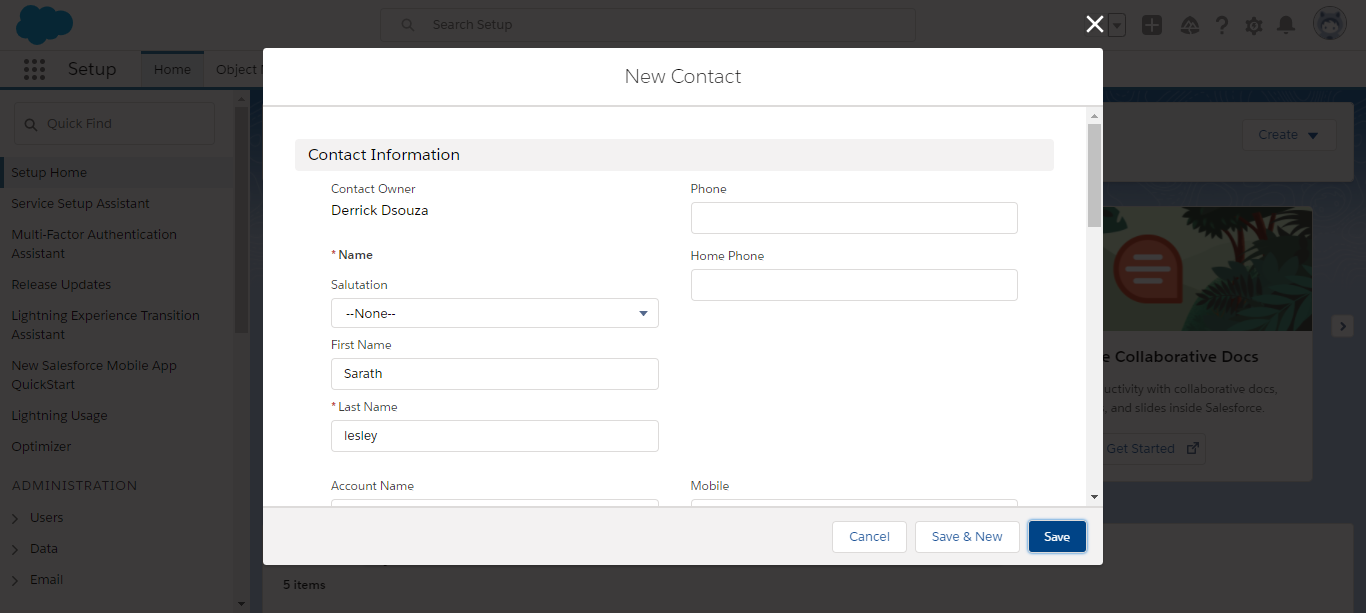 Search Setup
Setup
Home
Object
New Contact
Quick Find
Setup Home
Service Setup Assistant
Multi-Factor Authentication
Assistant
Release Updates
Lightning Experience Transition
Assistant
New Salesforce Mobile App
QuickStart
Lightning Usage
Optimizer
ADMINISTRATION
Users
Data
Email
Contact Information
Contact Owner
Derrick Dsouza
Phone
* Name
Home Phone
Salutation
--None--
First Name
Sarath
* Last Name
lesley
Account Name
Mobile
Cancel
Save & New
Save
Create
Collaborative Docs
with collaborative docs,
and slides inside Salesforce.
Get Started
5 items